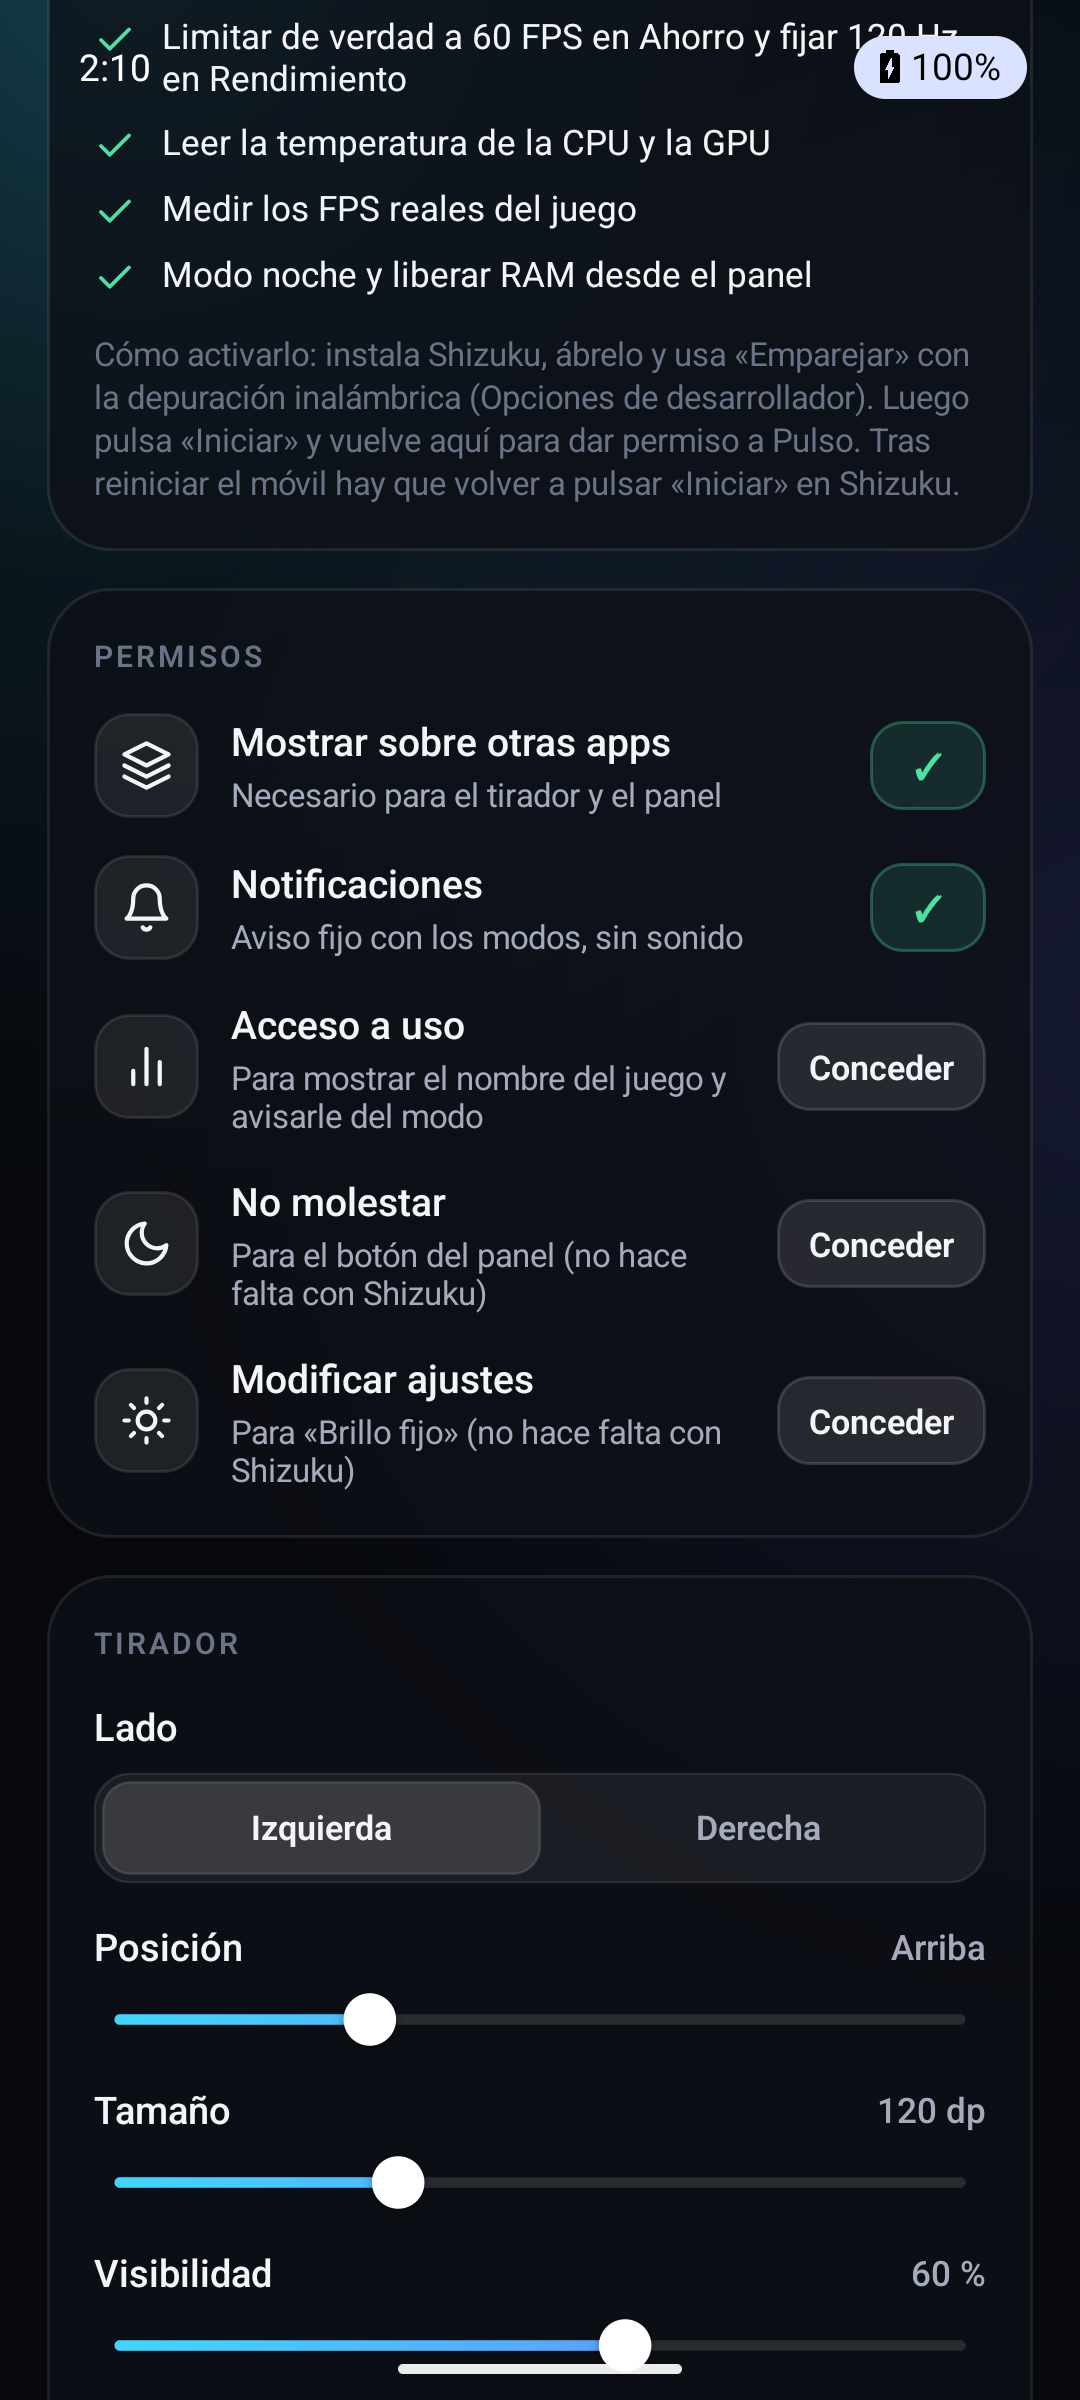 Limitar de verdad a 60 FPS en Ahorro y fijar 120 Hz
2:10
100%
en Rendimiento
Leer la temperatura de la CPU y la GPU
Medir los FPS reales del juego
Modo noche y liberar RAM desde el panel
Cómo activarlo: instala Shizuku, ábrelo y usa «Emparejar» con
la depuración inalámbrica (Opciones de desarrollador). Luego
pulsa «Iniciar» y vuelve aquí para dar permiso a Pulso. Tras
reiniciar el móvil hay que volver a pulsar «Iniciar» en Shizuku.
PERMISOS
Mostrar sobre otras apps
Necesario para el tirador y el panel
Notificaciones
Aviso fijo con los modos, sin sonido
Acceso a uso
Para mostrar el nombre del juego y
avisarle del modo
Conceder
No molestar
Para el botón del panel (no hace
falta con Shizuku)
Conceder
Modificar ajustes
Para «Brillo fijo» (no hace falta con
Shizuku)
Conceder
TIRADOR
Lado
Izquierda
Derecha
Posición
Arriba
Tamaño
120 dp
Visibilidad
60 %